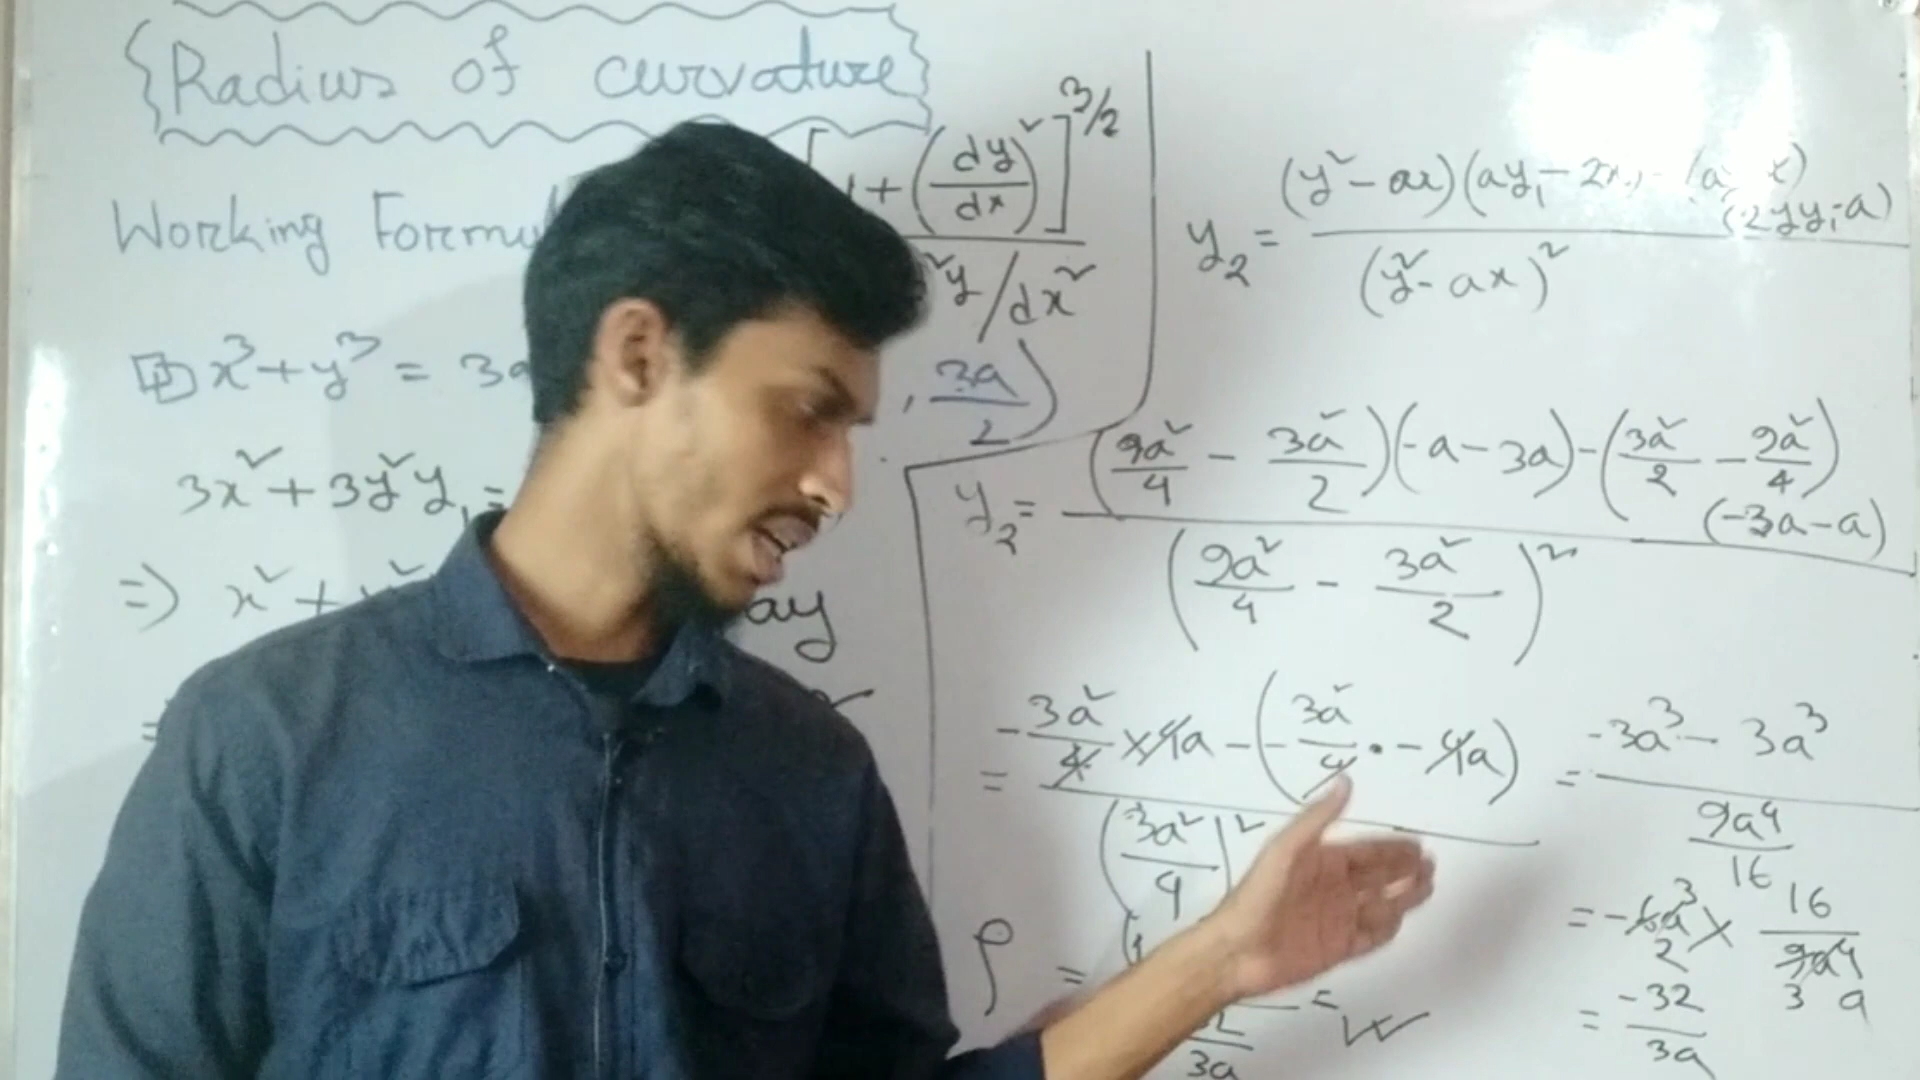 Radius of curvature
Working Formu
+ (dy/dx)²]^3/2
²y/dx²
x³ + y³ = 3a
, 3a/2)
3x² + 3y²y₁ =
=> x² +
ay
y₂ = (y² - ax)(ay₁ - 2x) - (a
(2yy₁ - a)
(y² - ax)²
y₂ = (9a²/4 - 3a²/2)(-a - 3a) - (3a²/2 - 9a²/4)
(-3a - a)
(9a²/4 - 3a²/2)²
= -3a²/4 × 4a - (-3a²/4 · -4a)
(3a²/4)²
= -3a³ - 3a³
9a⁴/16
= -6a³ × 16/9a⁴
2 3 a
= -32/3a
ρ = (1
=
3a